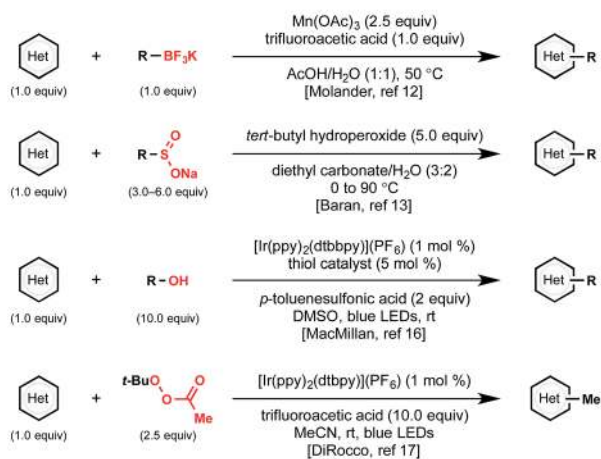 Het + R–BF₃K Mn(OAc)₃ (2.5 equiv) Het–R
trifluoroacetic acid (1.0 equiv)
(1.0 equiv) (1.0 equiv) AcOH/H₂O (1:1), 50 °C
[Molander, ref 12]
Het + R–S O ONa tert-butyl hydroperoxide (5.0 equiv) Het–R
(1.0 equiv) (3.0–6.0 equiv) diethyl carbonate/H₂O (3:2)
0 to 90 °C
[Baran, ref 13]
Het + R–OH [Ir(ppy)₂(dtbbpy)](PF₆) (1 mol %) Het–R
thiol catalyst (5 mol %)
(1.0 equiv) (10.0 equiv) p-toluenesulfonic acid (2 equiv)
DMSO, blue LEDs, rt
[MacMillan, ref 16]
Het + t-BuO O O Me [Ir(ppy)₂(dtbpy)](PF₆) (1 mol %) Het–Me
(1.0 equiv) (2.5 equiv) trifluoroacetic acid (10.0 equiv)
MeCN, rt, blue LEDs
[DiRocco, ref 17]